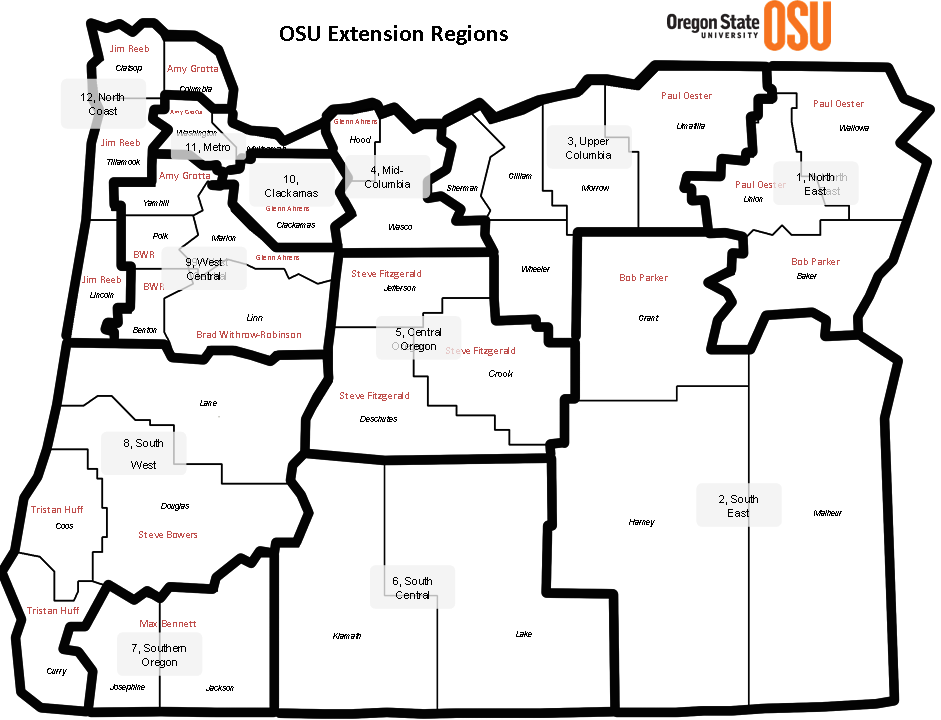 OSU Extension Regions
Oregon State
UNIVERSITY
OSU
Jim Reeb
Clatsop
Amy Grotta
Columbia
12, North
Coast
Amy Grotta
Washington
11, Metro
Jim Reeb
Tillamook
Amy Grotta
Yamhill
10,
Clackamas
Glenn Ahrens
Clackamas
Glenn Ahrens
Hood
4, Mid-
Columbia
Wasco
Sherman
Gilliam
3, Upper
Columbia
Morrow
Paul Oester
Umatilla
Paul Oester
Wallowa
Paul Oester
Union
1, North
East
Polk
Marion
BWR
9, West
Central
Glenn Ahrens
Jim Reeb
Lincoln
BWR
Benton
Linn
Brad Withrow-Robinson
Steve Fitzgerald
Jefferson
Wheeler
Bob Parker
Grant
Bob Parker
Baker
5, Central
Oregon
Steve Fitzgerald
Crook
Steve Fitzgerald
Deschutes
Lane
8, South
West
Tristan Huff
Coos
Douglas
Steve Bowers
2, South
East
Harney
Malheur
6, South
Central
Klamath
Lake
Tristan Huff
Curry
Max Bennett
7, Southern
Oregon
Josephine
Jackson